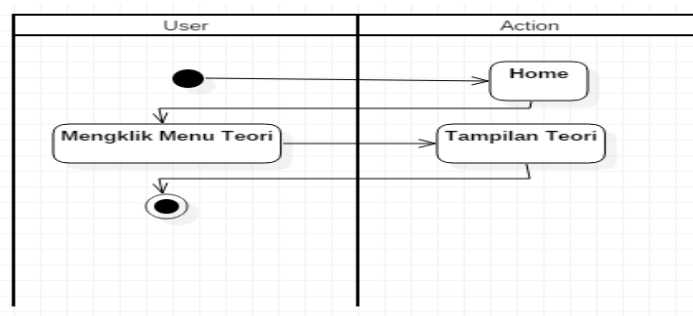 User
Action
Home
Mengklik Menu Teori
Tampilan Teori